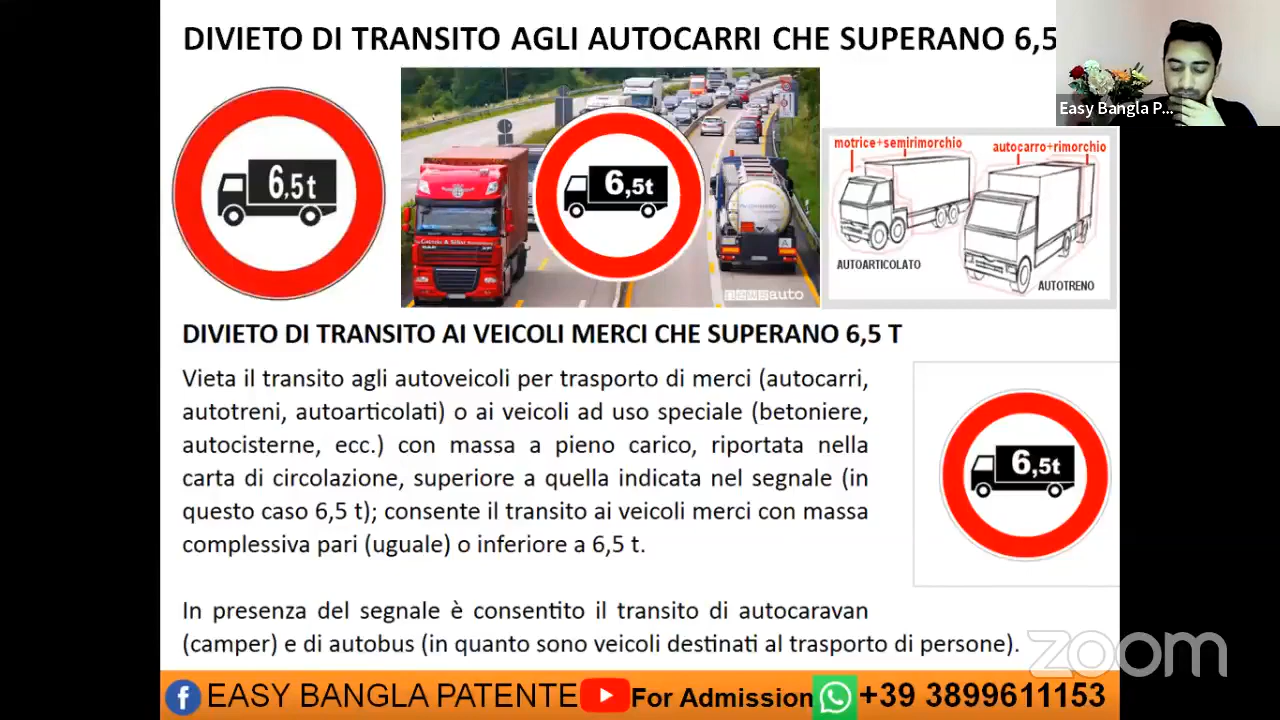 DIVIETO DI TRANSITO AGLI AUTOCARRI CHE SUPERANO 6,5
Easy Bangla P...
6.5t
6,5t
auto
motrice+semirimorchio
autocarro+rimorchio
AUTOARTICOLATO
AUTOTRENO
DIVIETO DI TRANSITO AI VEICOLI MERCI CHE SUPERANO 6,5 T
Vieta il transito agli autoveicoli per trasporto di merci (autocarri,
autotreni, autoarticolati) o ai veicoli ad uso speciale (betoniere,
autocisterne, ecc.) con massa a pieno carico, riportata nella
carta di circolazione, superiore a quella indicata nel segnale (in
questo caso 6,5 t); consente il transito ai veicoli merci con massa
complessiva pari (uguale) o inferiore a 6,5 t.
6,5t
In presenza del segnale è consentito il transito di autocaravan
(camper) e di autobus (in quanto sono veicoli destinati al trasporto di persone).
zoom
EASY BANGLA PATENTE For Admission +39 3899611153